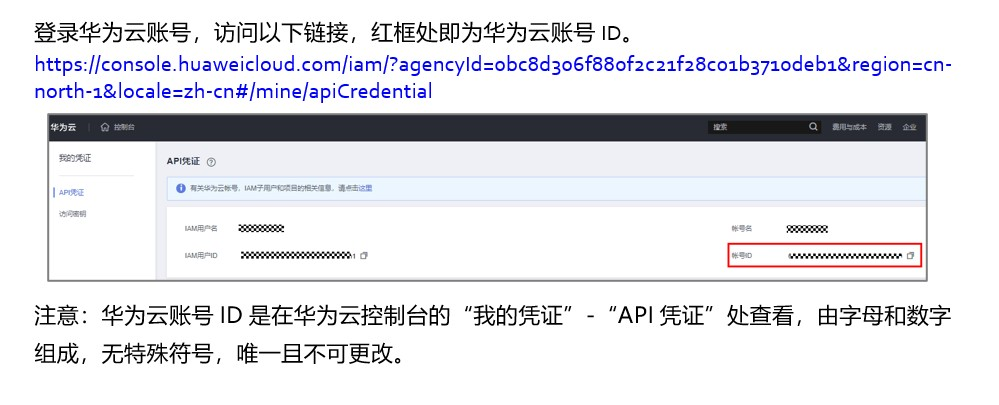 登录华为云账号，访问以下链接，红框处即为华为云账号 ID。
https://console.huaweicloud.com/iam/?agencyId=0bc8d306f880f2c21f28c01b3710deb1&region=cn-
north-1&locale=zh-cn#/mine/apiCredential
华为云 控制台 搜索 费用与成本 资源 企业
我的凭证 API凭证
API凭证 有关华为云帐号，IAM子用户和项目的相关信息，请点击这里
访问密钥
IAM用户名 帐号名
IAM用户ID 帐号ID
注意：华为云账号 ID 是在华为云控制台的“我的凭证”-“API 凭证”处查看，由字母和数字
组成，无特殊符号，唯一且不可更改。